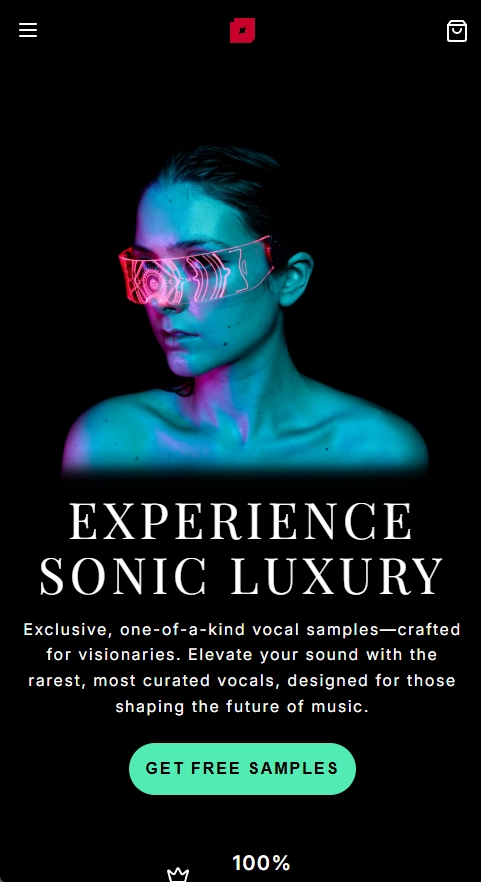 EXPERIENCE
SONIC LUXURY
Exclusive, one-of-a-kind vocal samples—crafted
for visionaries. Elevate your sound with the
rarest, most curated vocals, designed for those
shaping the future of music.
GET FREE SAMPLES
100%